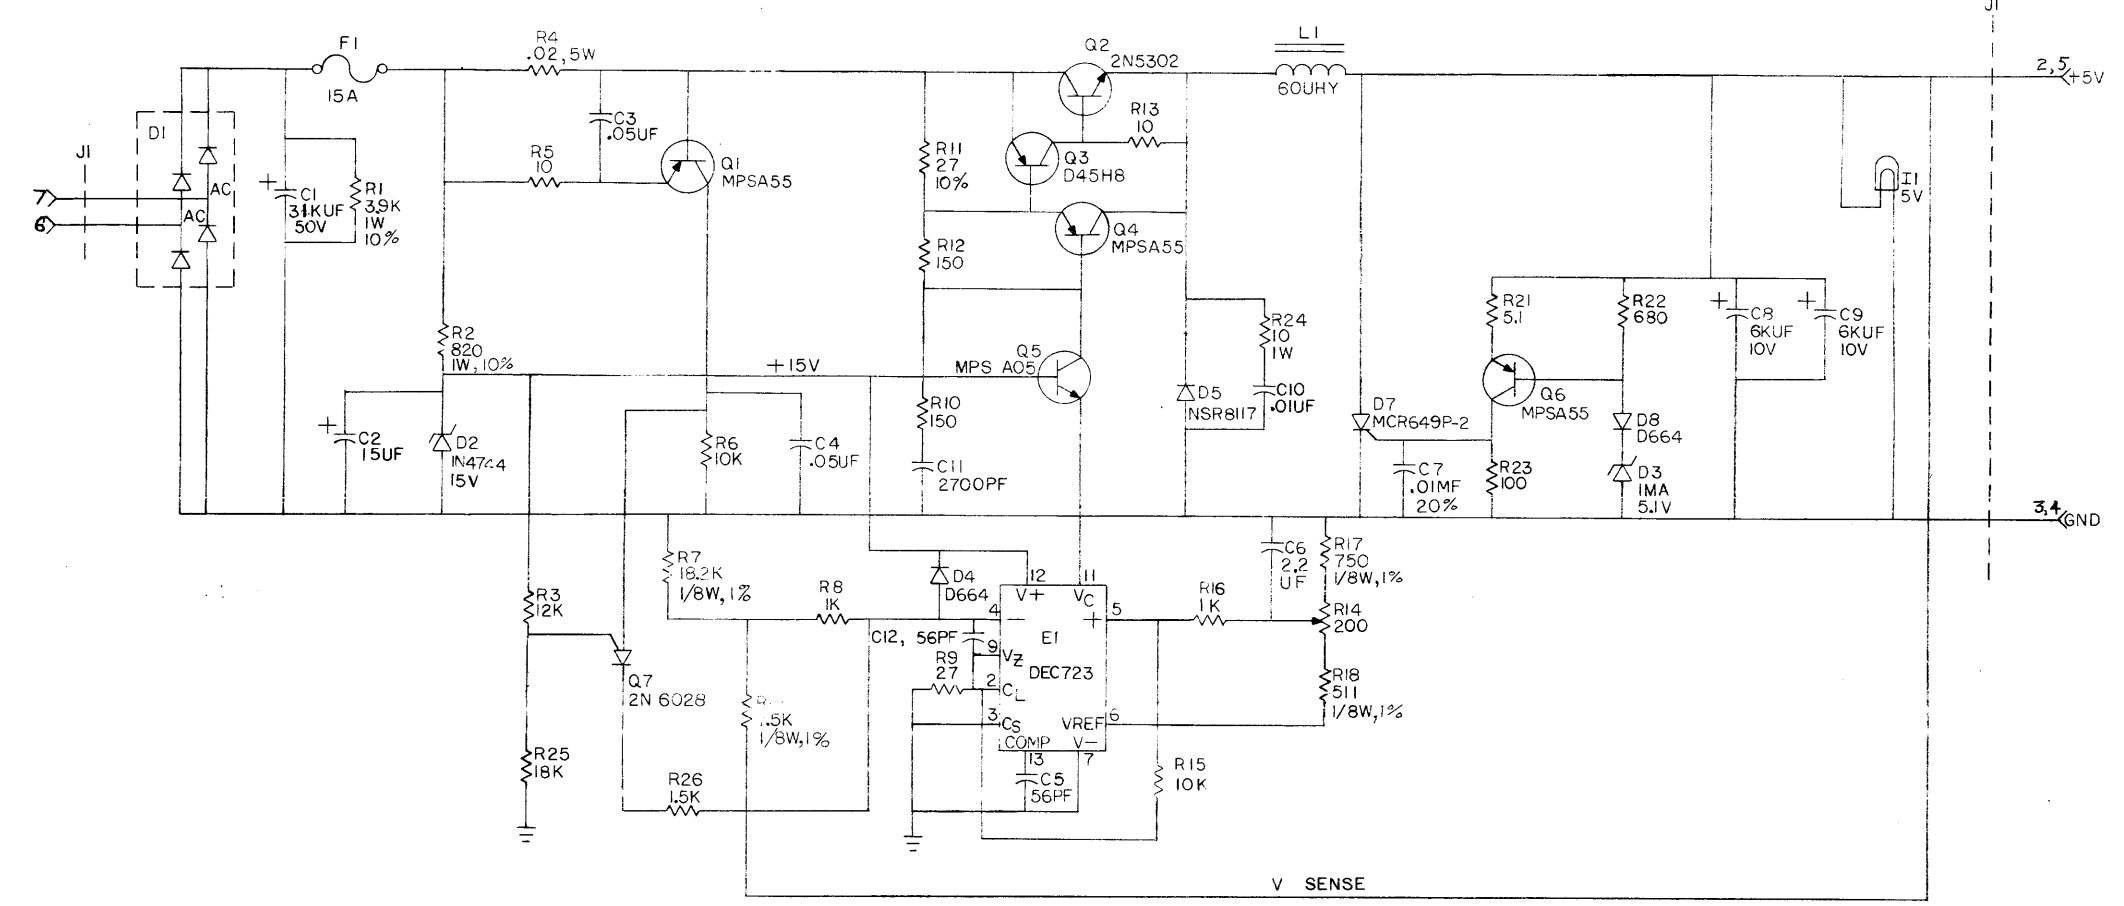 J1
F1
15A
R4
.02, 5W
Q2
2N5302
L1
60UHY
2,5
+5V
D1
J1
7
6
AC
AC
+
C1
31KUF
50V
R1
3.9K
1W
10%
C3
.05UF
R5
10
Q1
MPSA55
R11
27
10%
R13
10
Q3
D45H8
Q4
MPSA55
R12
150
I1
5V
R2
820
1W, 10%
+15V
MPS A05
Q5
R24
10
1W
R21
5.1
R22
680
+
C8
6KUF
10V
+
C9
6KUF
10V
+
C2
15UF
D2
15V
R6
10K
C4
.05UF
R10
150
C11
2700PF
D5
NSR8117
C10
.01UF
D7
MCR649P-2
Q6
MPSA55
D8
D664
C7
.01MF
20%
R23
100
D3
1MA
5.1V
3,4
GND
R7
18.2K
1/8W, 1%
R3
12K
R8
1K
D4
D664
C12, 56PF
R9
27
12
V+
11
VC
4
−
5
+
E1
9
VZ
DEC723
2
CL
3
CS
VREF
6
COMP
V−
13
7
C5
56PF
R16
1K
C6
2.2
UF
R17
750
1/8W, 1%
R14
200
R18
511
1/8W, 1%
Q7
2N 6028
1.5K
1/8W, 1%
R25
18K
R26
1.5K
R15
10K
V SENSE